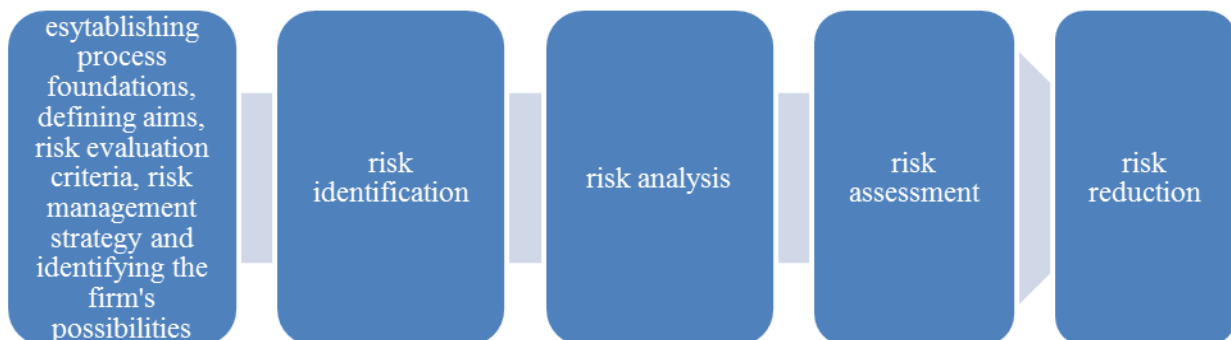 esytablishing
process
foundations,
defining aims,
risk evaluation
criteria, risk
management
strategy and
identifying the
firm's
possibilities
risk
identification
risk analysis
risk
assessment
risk
reduction